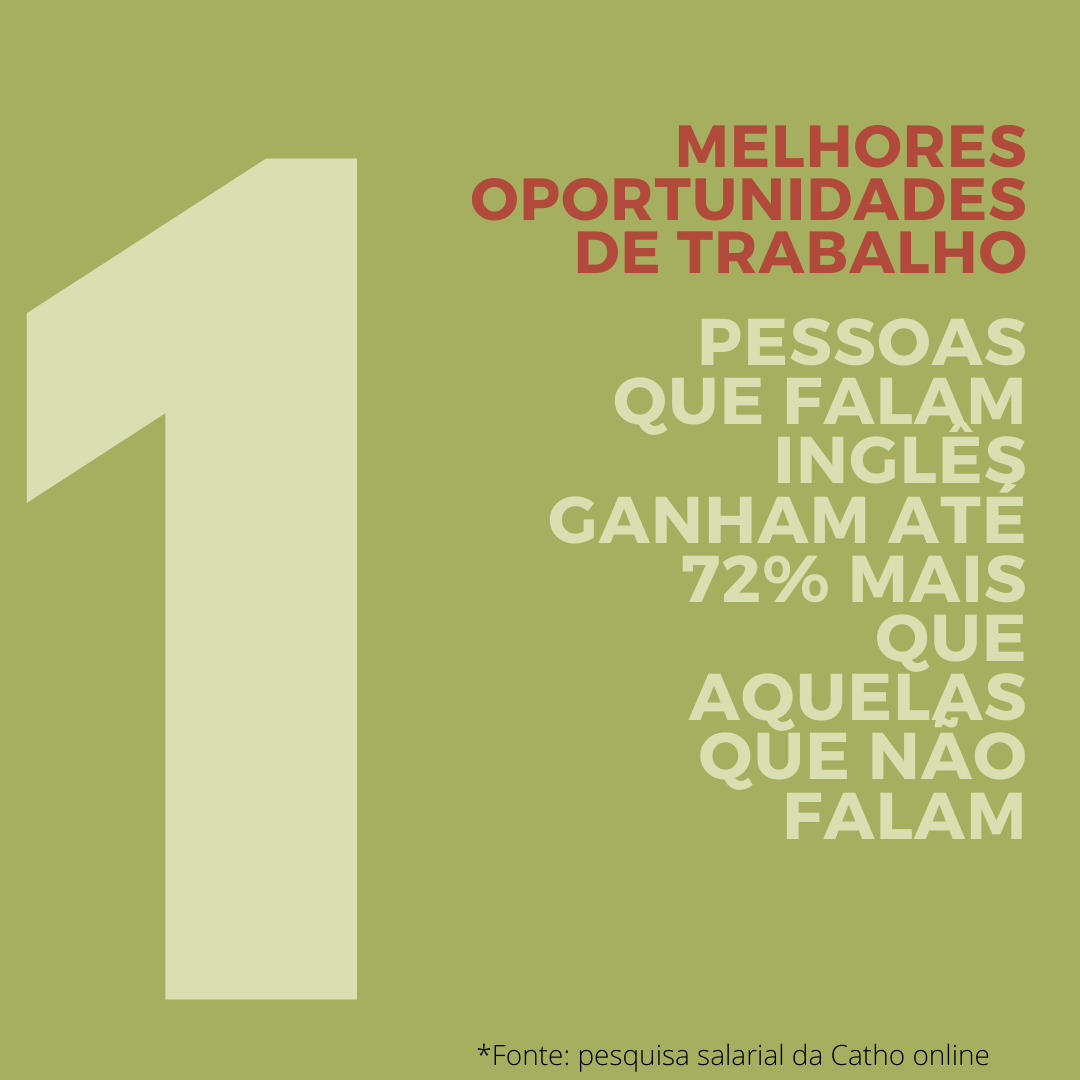 1
MELHORES
OPORTUNIDADES
DE TRABALHO
PESSOAS
QUE FALAM
INGLÊS
GANHAM ATÉ
72% MAIS
QUE
AQUELAS
QUE NÃO
FALAM
*Fonte: pesquisa salarial da Catho online